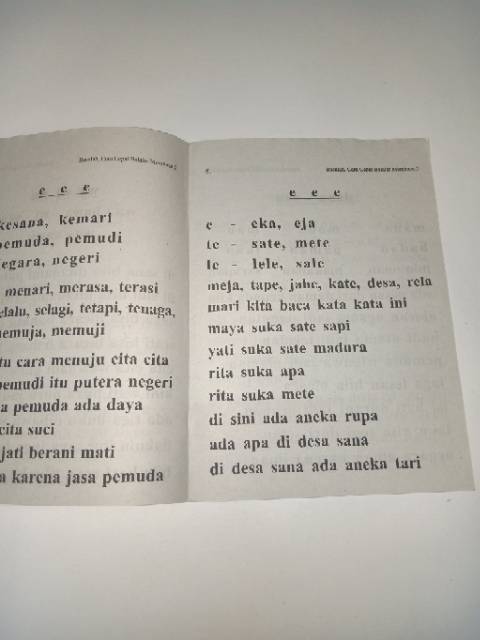 e e e
kesana, kemari
pemuda, pemudi
negara, negeri
menari, merasa, terasi
selalu, selagi, tetapi, tenaga,
memuja, memuji
cara menuju cita cita
pemudi itu putera negeri
pemuda ada daya
cita suci
jati berani mati
karena jasa pemuda
e e e
e - eka, eja
te - sate, mete
le - lele, sale
meja, tape, jahe, kate, desa, rela
mari kita baca kata kata ini
maya suka sate sapi
yati suka sate madura
rita suka apa
rita suka mete
di sini ada aneka rupa
ada apa di desa sana
di desa sana ada aneka tari